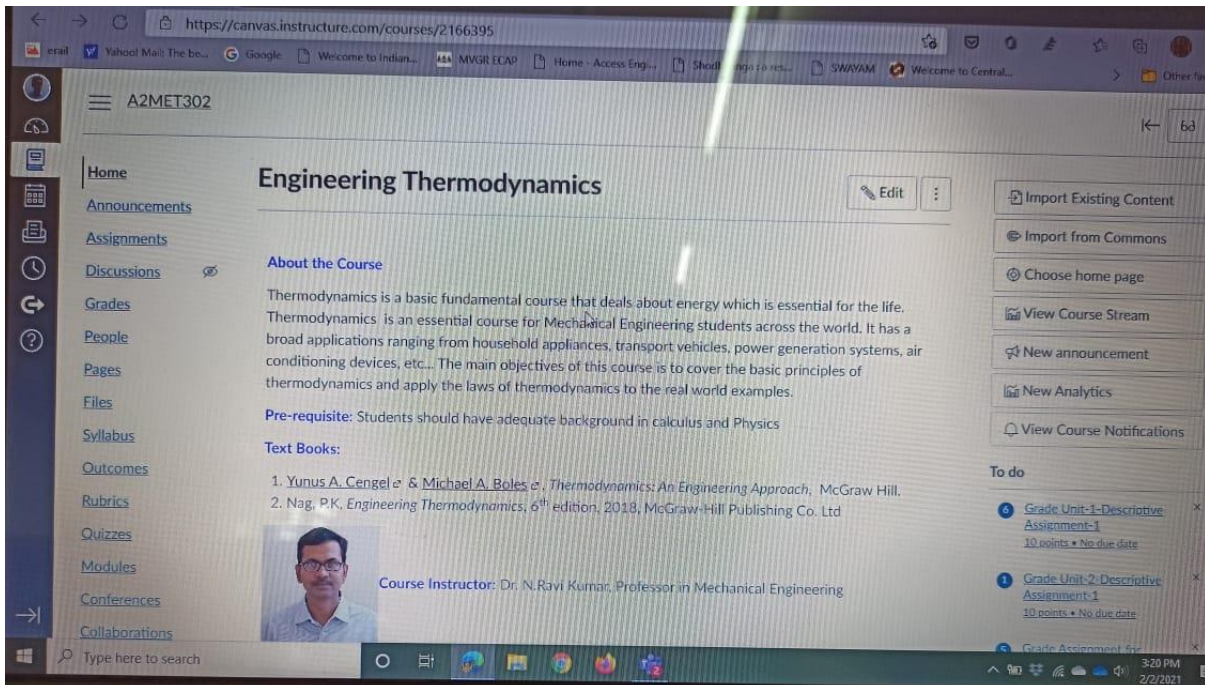 https://canvas.instructure.com/courses/2166395
Yahoo! Mail: The be...
Google
Welcome to Indian...
MVGR ECAP
Home - Access Engi...
SWAYAM
Welcome to Central...
A2MET302
Home
Announcements
Assignments
Discussions
Grades
People
Pages
Files
Syllabus
Outcomes
Rubrics
Quizzes
Modules
Conferences
Collaborations
Engineering Thermodynamics
Edit
About the Course
Thermodynamics is a basic fundamental course that deals about energy which is essential for the life.
Thermodynamics is an essential course for Mechanical Engineering students across the world. It has a
broad applications ranging from household appliances, transport vehicles, power generation systems, air
conditioning devices, etc... The main objectives of this course is to cover the basic principles of
thermodynamics and apply the laws of thermodynamics to the real world examples.
Pre-requisite: Students should have adequate background in calculus and Physics
Text Books:
1. Yunus A. Cengel & Michael A. Boles, Thermodynamics: An Engineering Approach, McGraw Hill.
2. Nag, P.K, Engineering Thermodynamics, 6th edition, 2018, McGraw-Hill Publishing Co. Ltd
Course Instructor: Dr. N.Ravi Kumar, Professor in Mechanical Engineering
Import Existing Content
Import from Commons
Choose home page
View Course Stream
New announcement
New Analytics
View Course Notifications
To do
6 Grade Unit-1-Descriptive
Assignment-1
10 points • No due date
1 Grade Unit-2-Descriptive
Assignment-1
10 points • No due date
Grade Assignment for
Type here to search
2
3:20 PM
2/2/2021